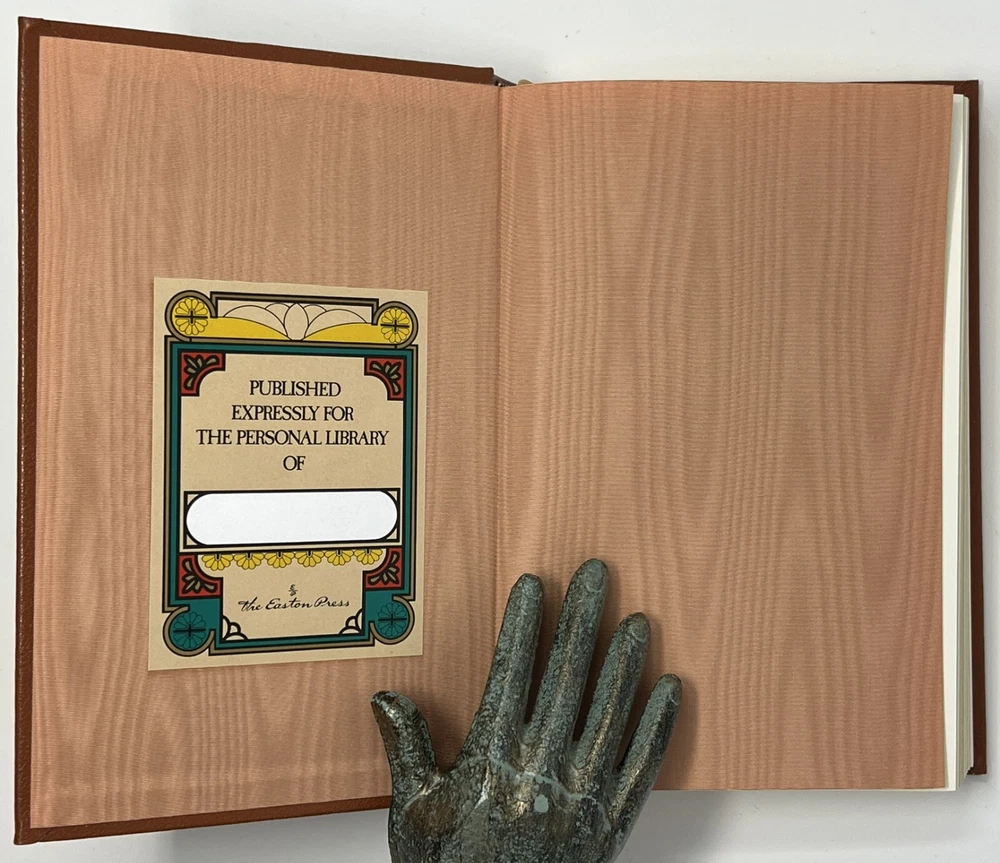 PUBLISHED
EXPRESSLY FOR
THE PERSONAL LIBRARY
OF
The Easton Press